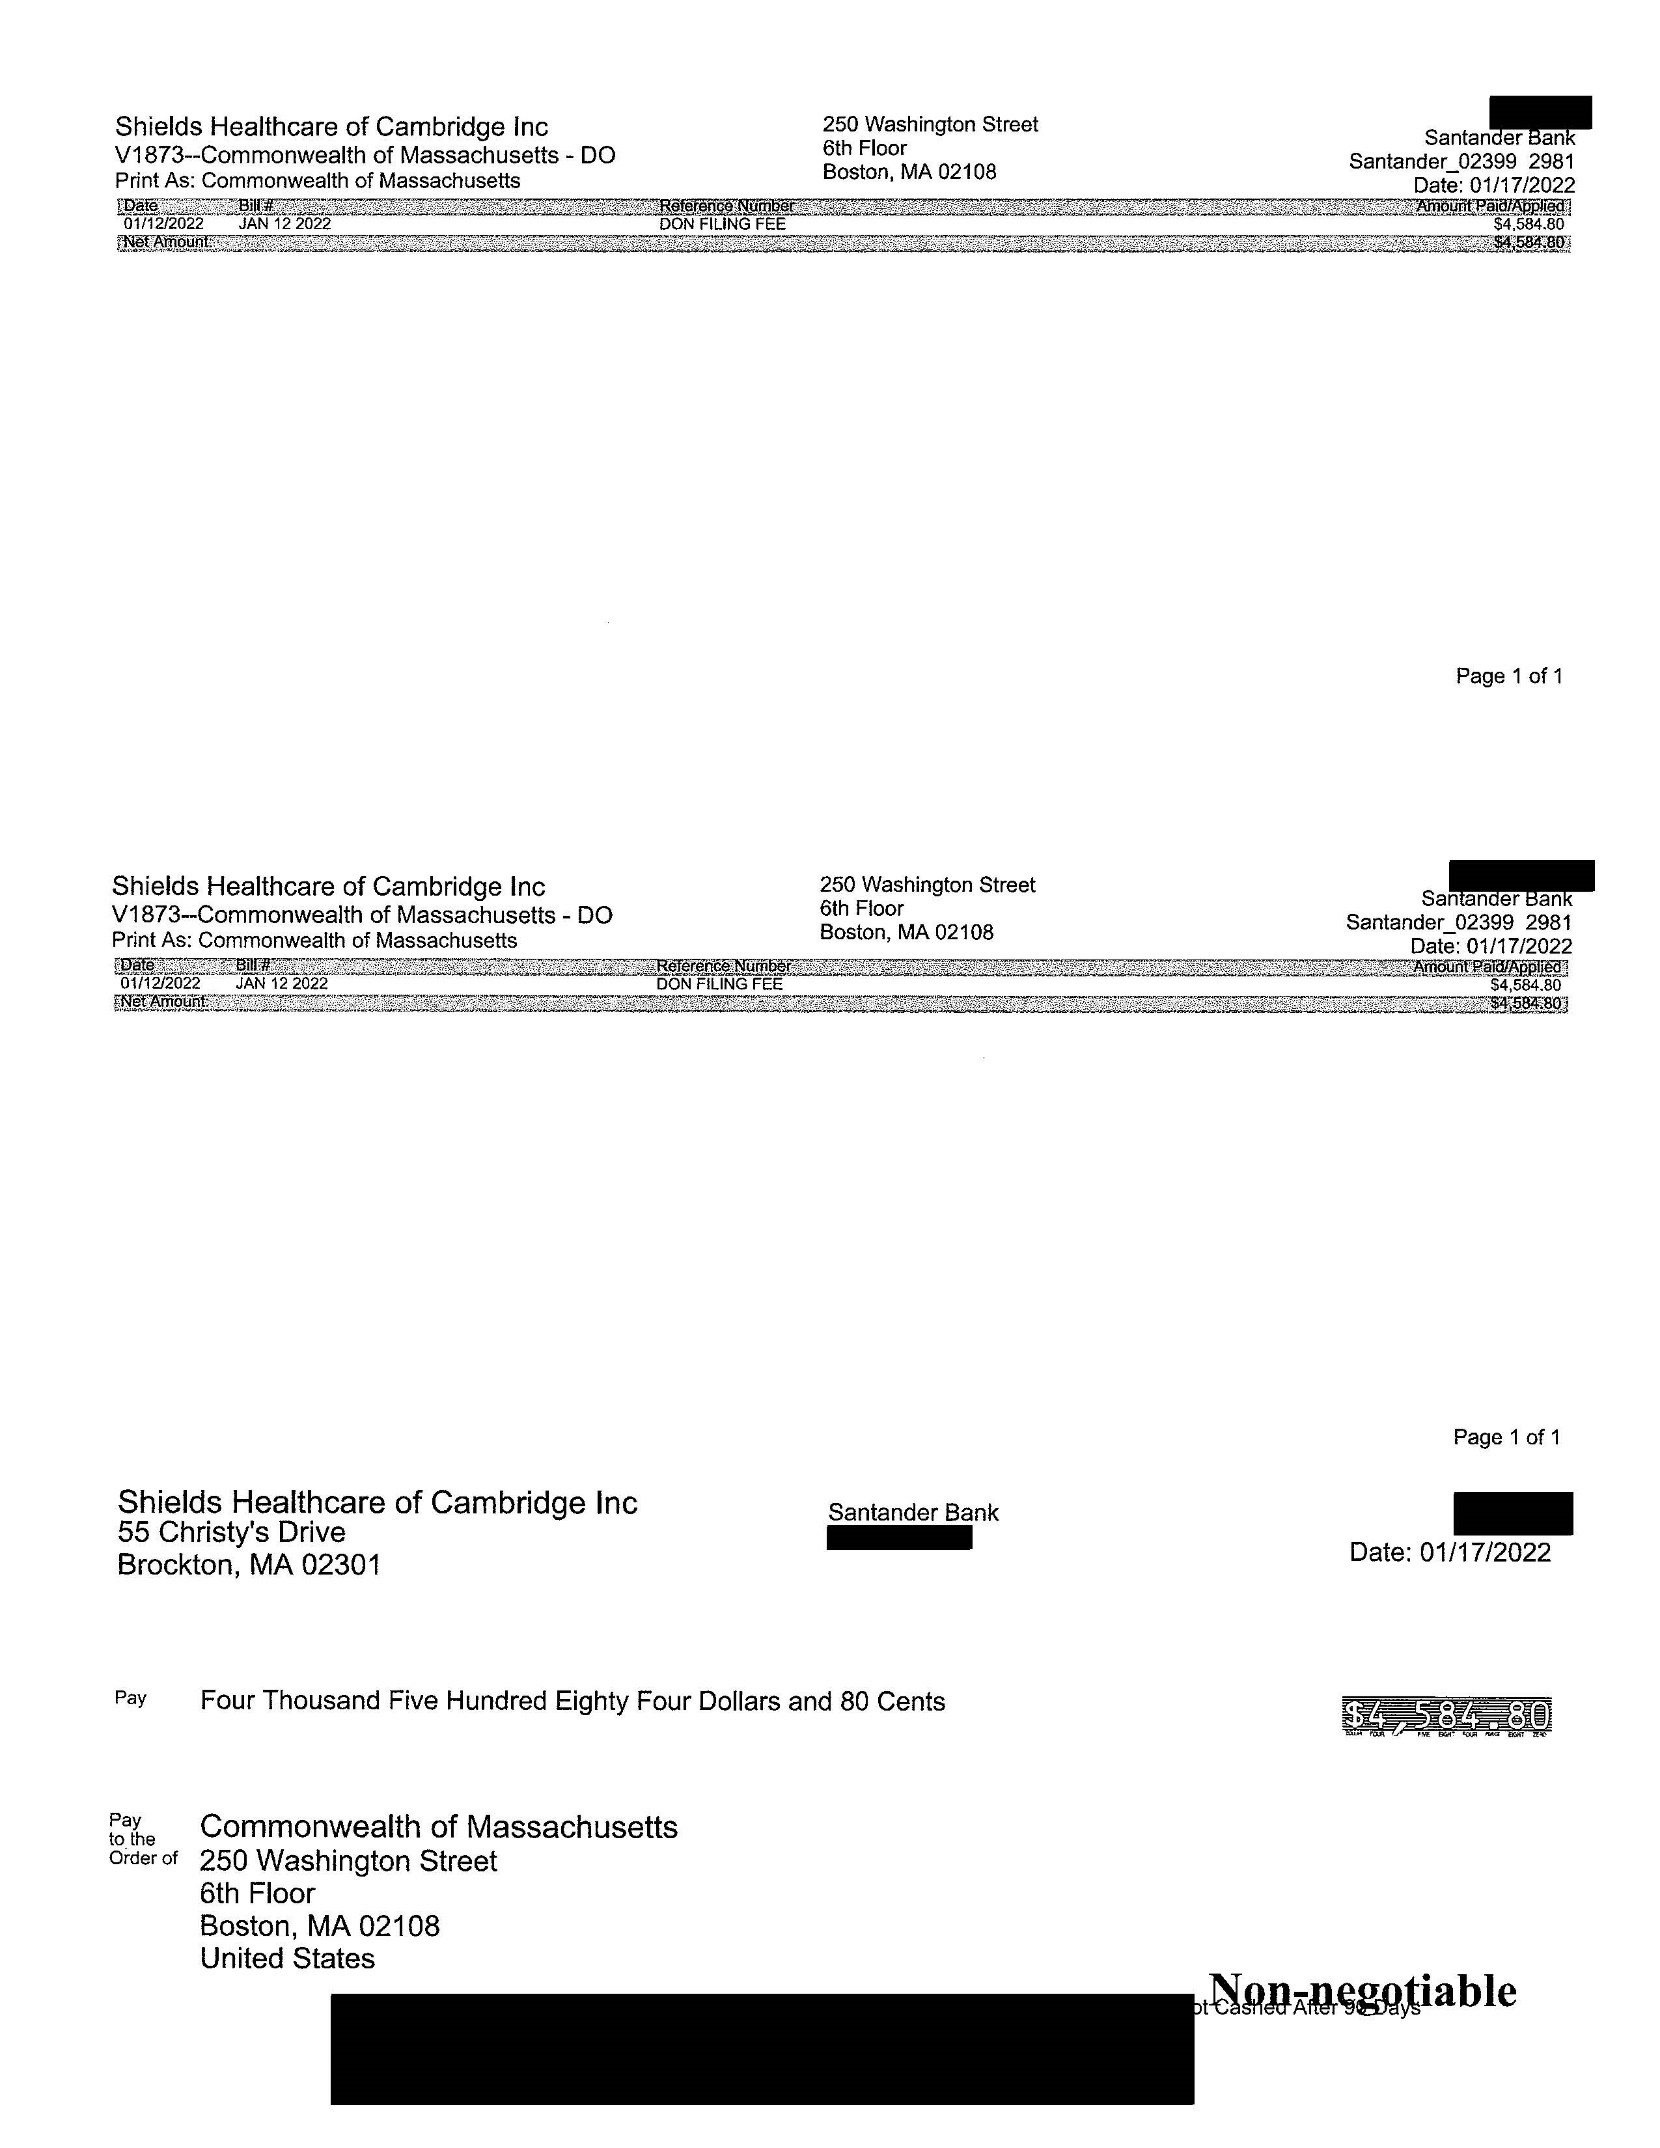 Shields Healthcare of Cambridge Inc
V1873--Commonwealth of Massachusetts - DO
Print As: Commonwealth of Massachusetts
250 Washington Street
6th Floor
Boston, MA 02108
Santander Bank
Santander_02399 2981
Date: 01/17/2022
Date Bill # Reference Number Amount Paid/Applied
01/12/2022 JAN 12 2022 DON FILING FEE $4,584.80
Net Amount: $4,584.80
Page 1 of 1
Shields Healthcare of Cambridge Inc
V1873--Commonwealth of Massachusetts - DO
Print As: Commonwealth of Massachusetts
250 Washington Street
6th Floor
Boston, MA 02108
Santander Bank
Santander_02399 2981
Date: 01/17/2022
Date Bill # Reference Number Amount Paid/Applied
01/12/2022 JAN 12 2022 DON FILING FEE $4,584.80
Net Amount: $4,584.80
Page 1 of 1
Shields Healthcare of Cambridge Inc
55 Christy's Drive
Brockton, MA 02301
Santander Bank
Date: 01/17/2022
Pay Four Thousand Five Hundred Eighty Four Dollars and 80 Cents
$4,584.80
Pay
to the
Order of
Commonwealth of Massachusetts
250 Washington Street
6th Floor
Boston, MA 02108
United States
Non-negotiable
ot Cashed After 90 Days